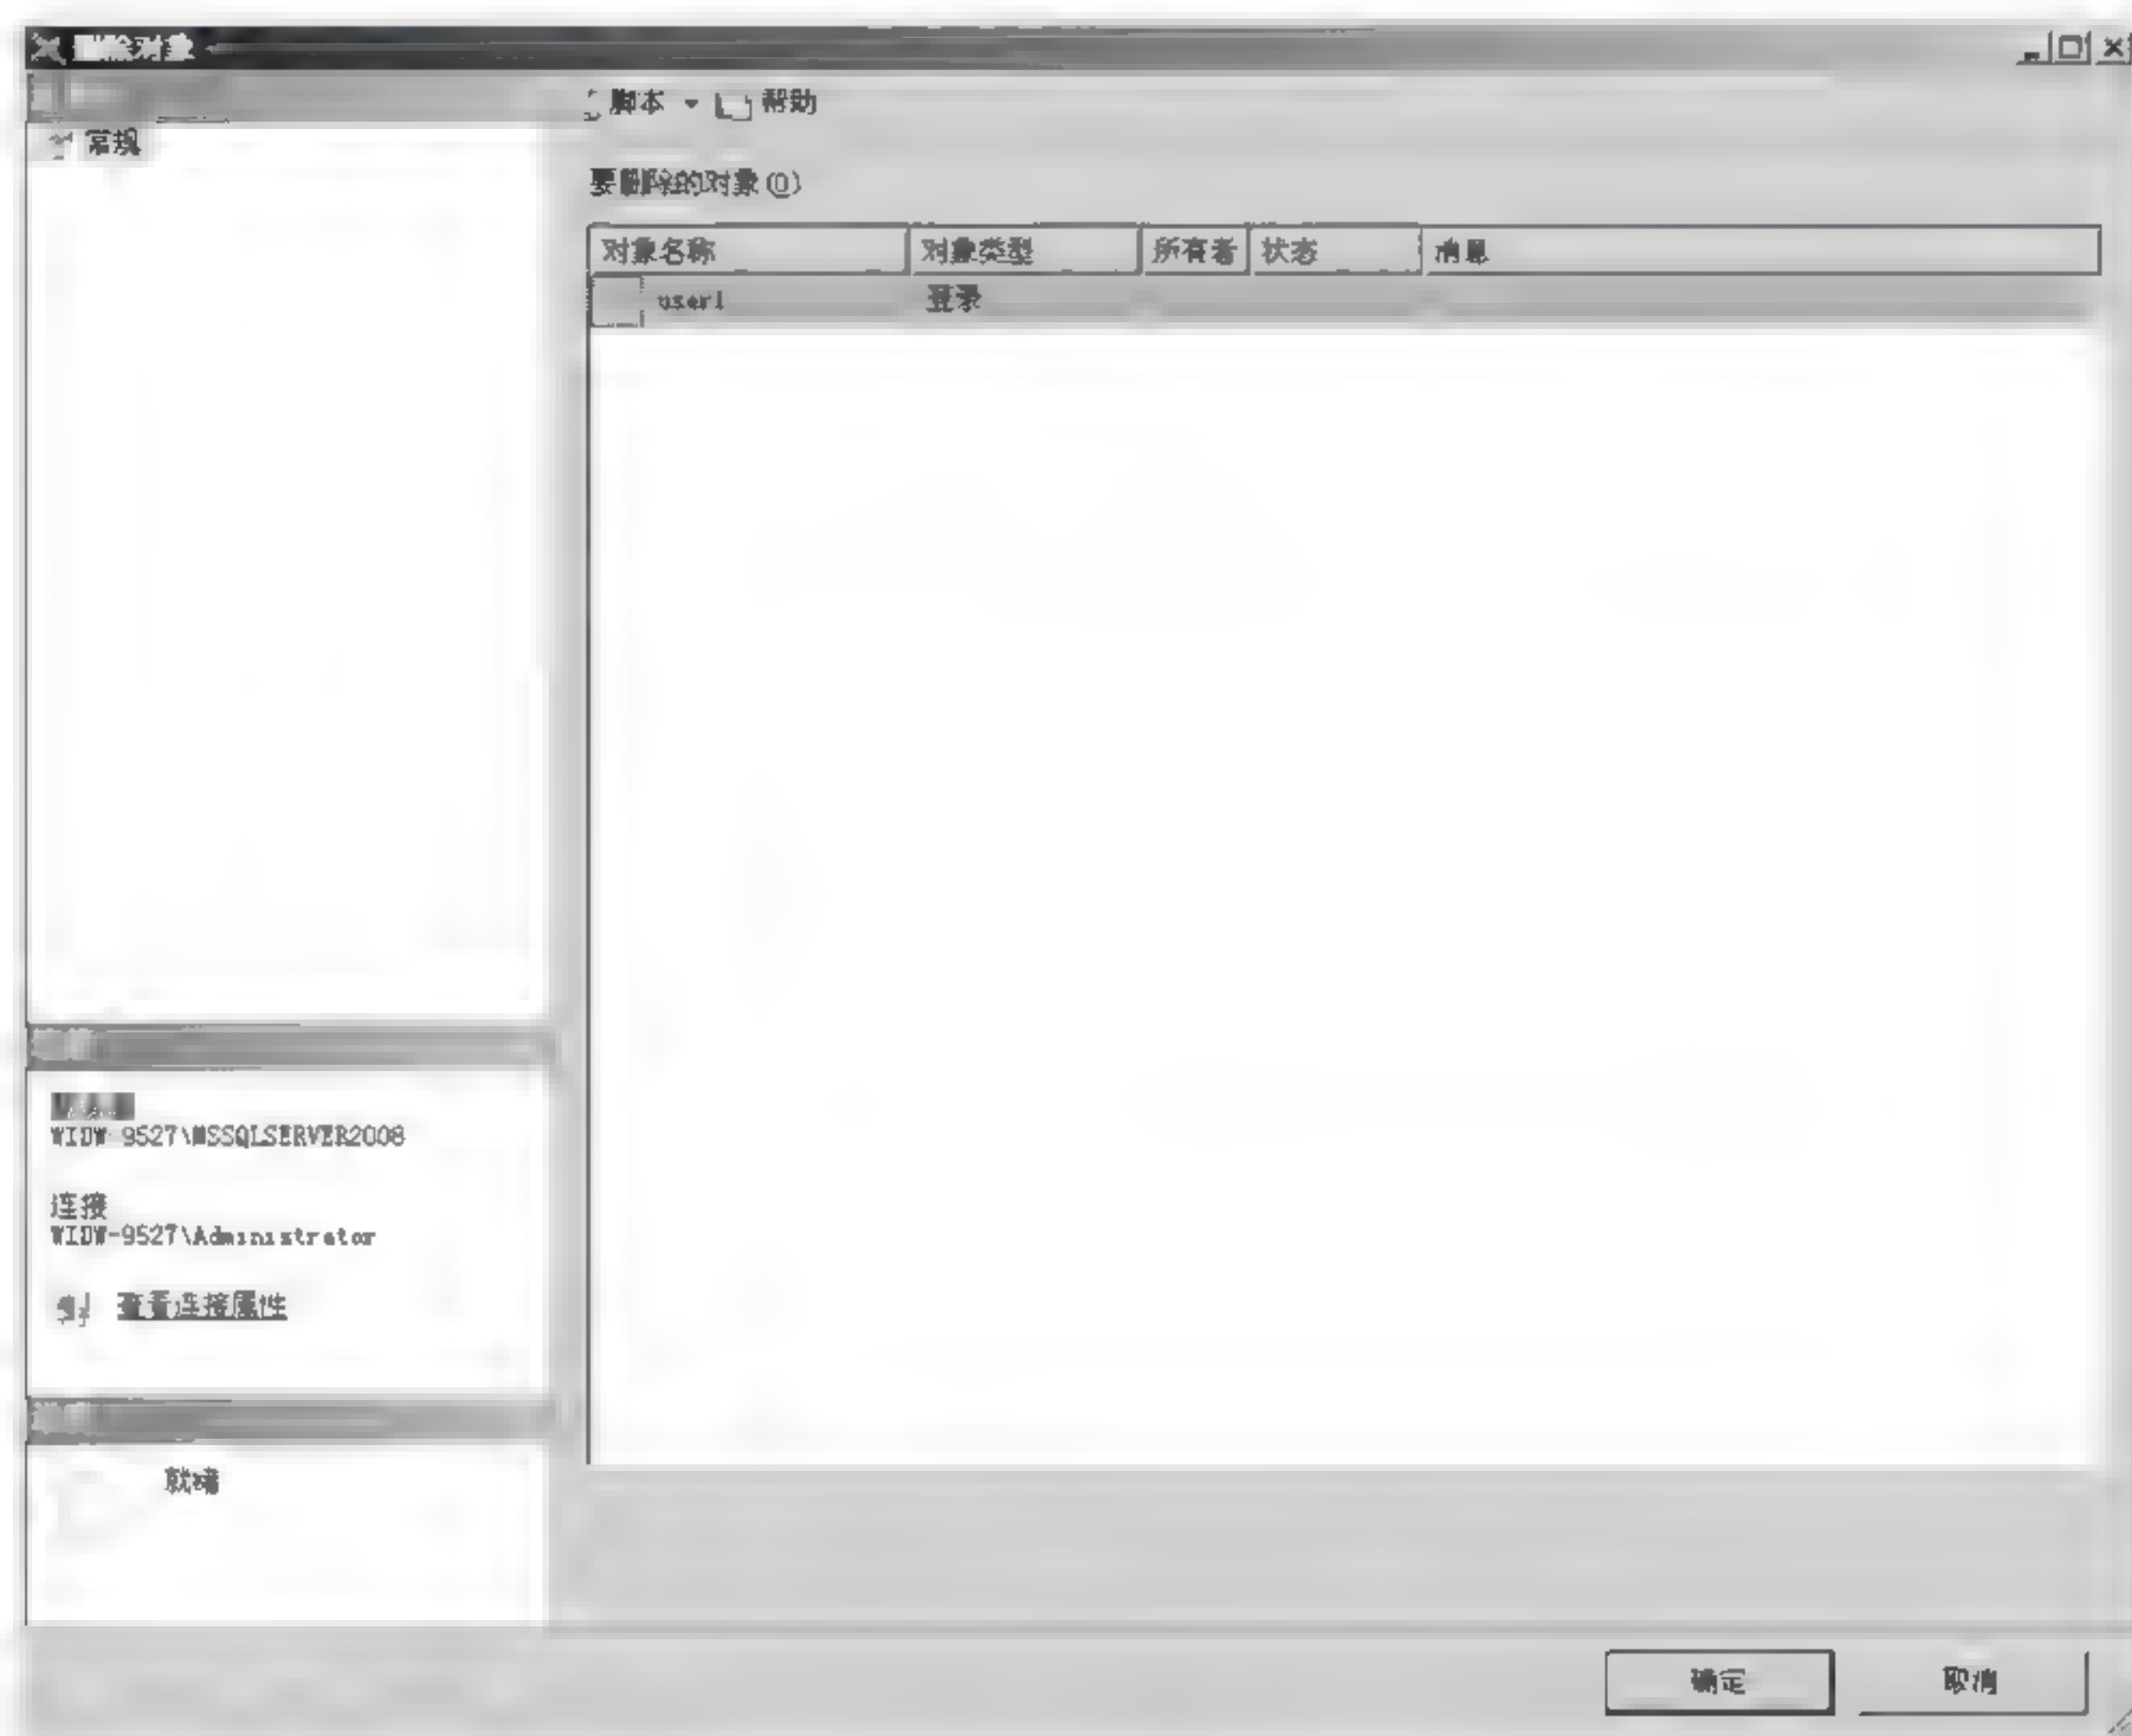 删除对象
常规
脚本 帮助
要删除的对象(O)
对象名称 对象类型 所有者 状态 消息
user1 登录
WIDW-9527\MSSQLSERVER2008
连接
WIDW-9527\Administrator
查看连接属性
就绪
确定 取消